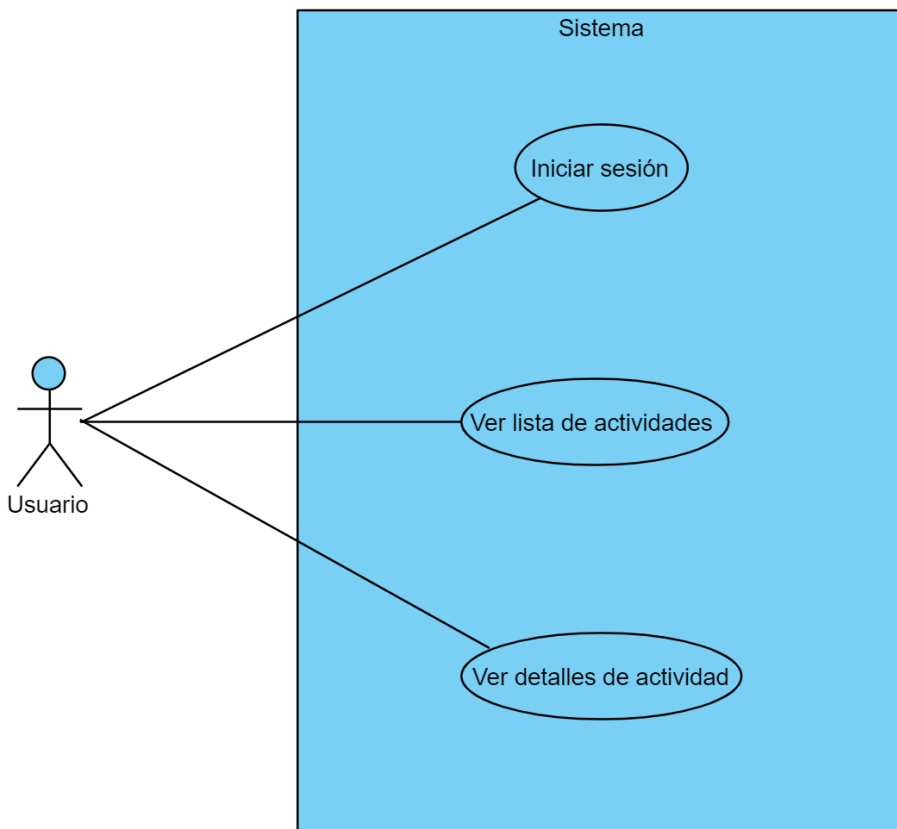 Sistema
Iniciar sesión
Ver lista de actividades
Usuario
Ver detalles de actividad